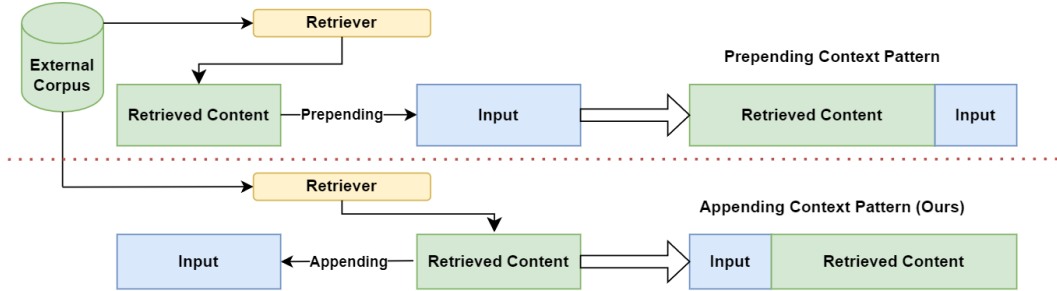 Retriever
External
Corpus
Prepending Context Pattern
Retrieved Content
Prepending
Input
Retrieved Content
Input
Retriever
Appending Context Pattern (Ours)
Input
Appending
Retrieved Content
Input
Retrieved Content